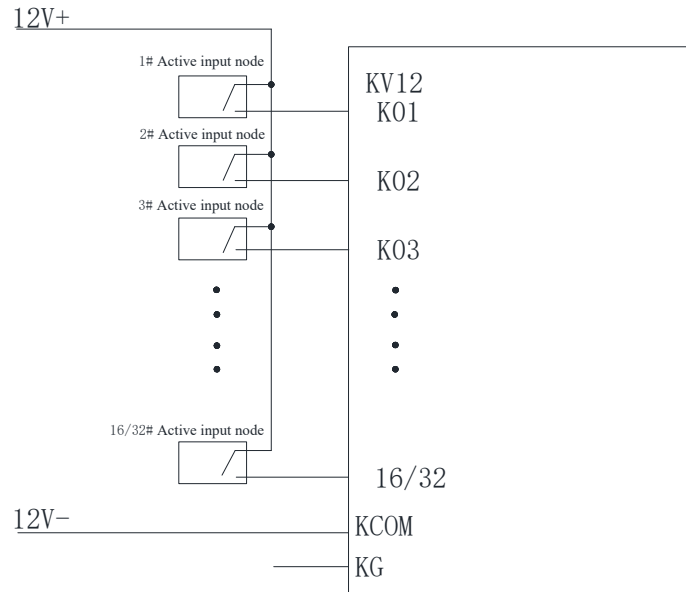 12V+
1# Active input node
KV12
K01
2# Active input node
K02
3# Active input node
K03
16/32# Active input node
16/32
12V-
KCOM
KG